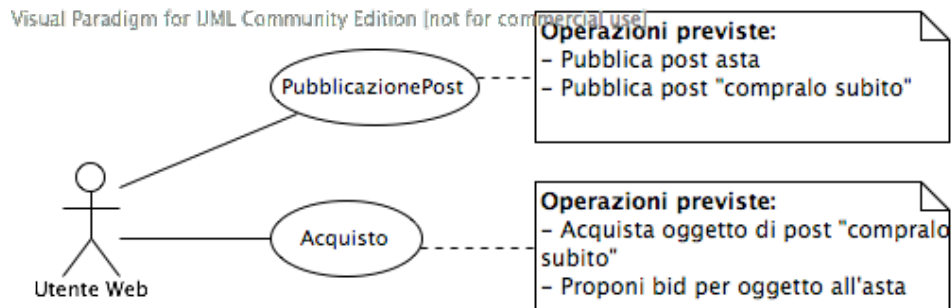 Visual Paradigm for UML Community Edition [not for commercial use]
Operazioni previste:
– Pubblica post asta
– Pubblica post "compralo subito"
PubblicazionePost
Operazioni previste:
– Acquista oggetto di post "compralo
subito"
– Proponi bid per oggetto all'asta
Acquisto
Utente Web